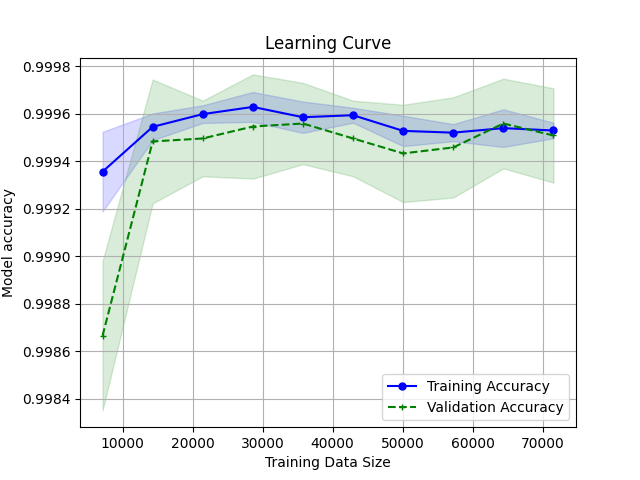 Learning Curve
Model accuracy
0.9998
0.9996
0.9994
0.9992
0.9990
0.9988
0.9986
0.9984
Training Accuracy
Validation Accuracy
10000 20000 30000 40000 50000 60000 70000
Training Data Size